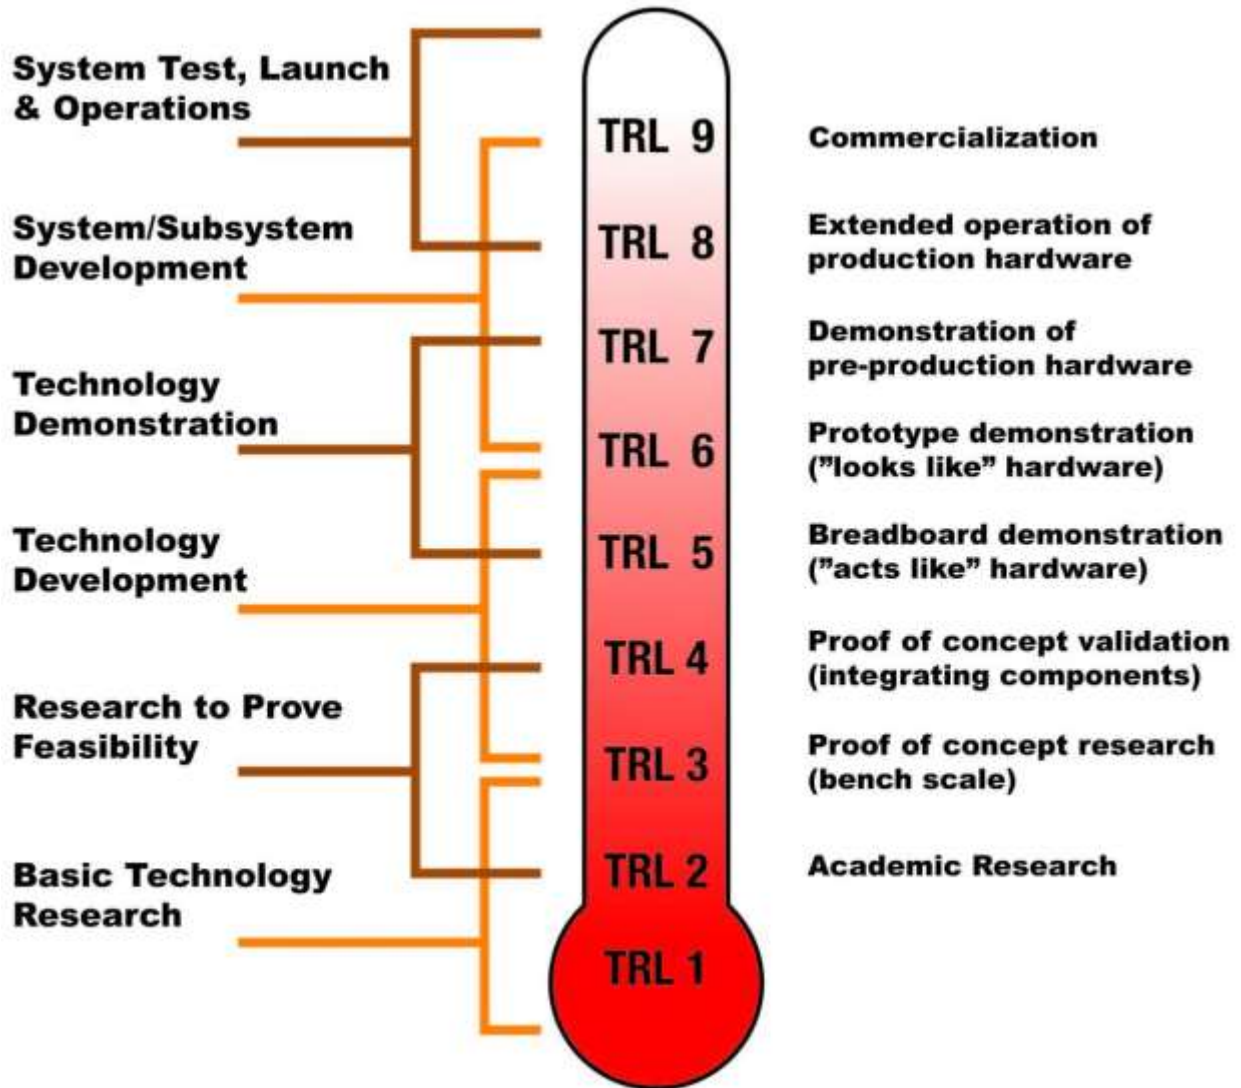 System Test, Launch
& Operations
System/Subsystem
Development
Technology
Demonstration
Technology
Development
Research to Prove
Feasibility
Basic Technology
Research
TRL 9
TRL 8
TRL 7
TRL 6
TRL 5
TRL 4
TRL 3
TRL 2
TRL 1
Commercialization
Extended operation of
production hardware
Demonstration of
pre-production hardware
Prototype demonstration
(”looks like” hardware)
Breadboard demonstration
(”acts like” hardware)
Proof of concept validation
(integrating components)
Proof of concept research
(bench scale)
Academic Research